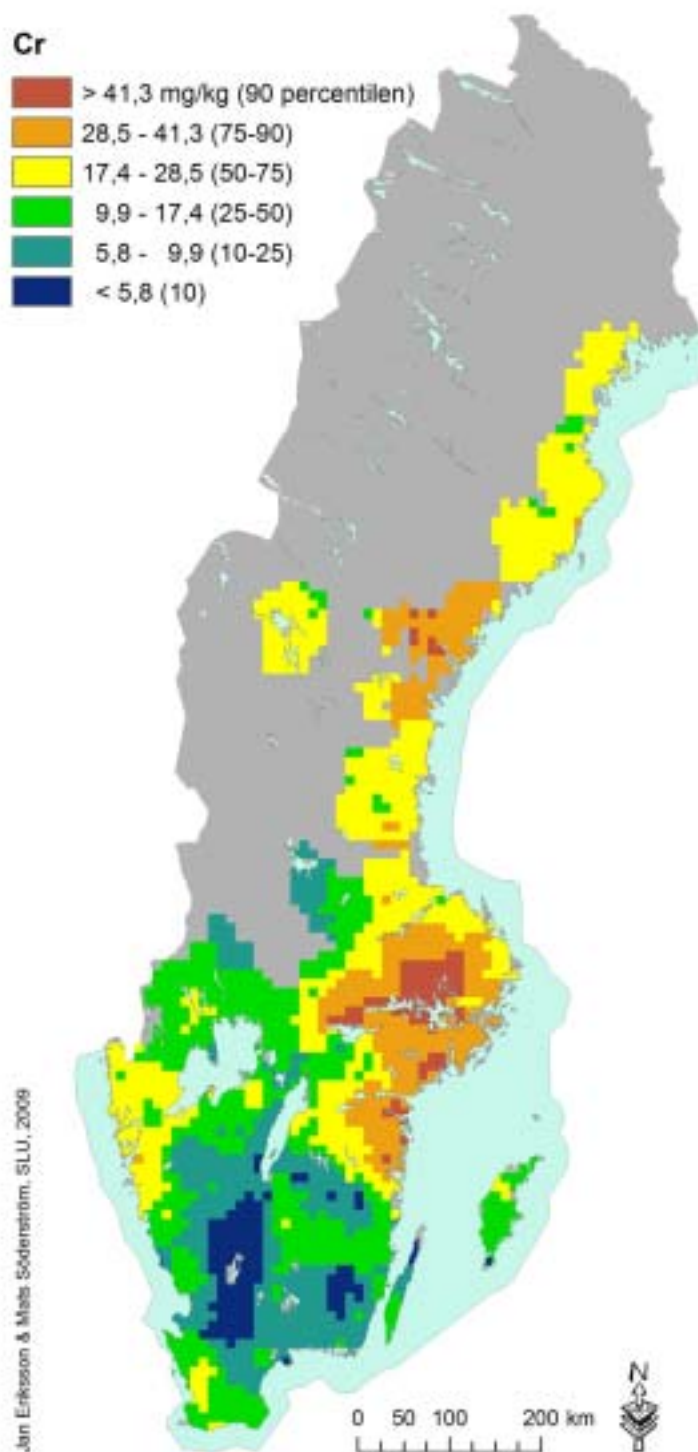 Cr
> 41,3 mg/kg (90 percentilen)
28,5 - 41,3 (75-90)
17,4 - 28,5 (50-75)
9,9 - 17,4 (25-50)
5,8 - 9,9 (10-25)
< 5,8 (10)
Jan Eriksson & Mats Söderström, SLU, 2009
N
0 50 100 200 km